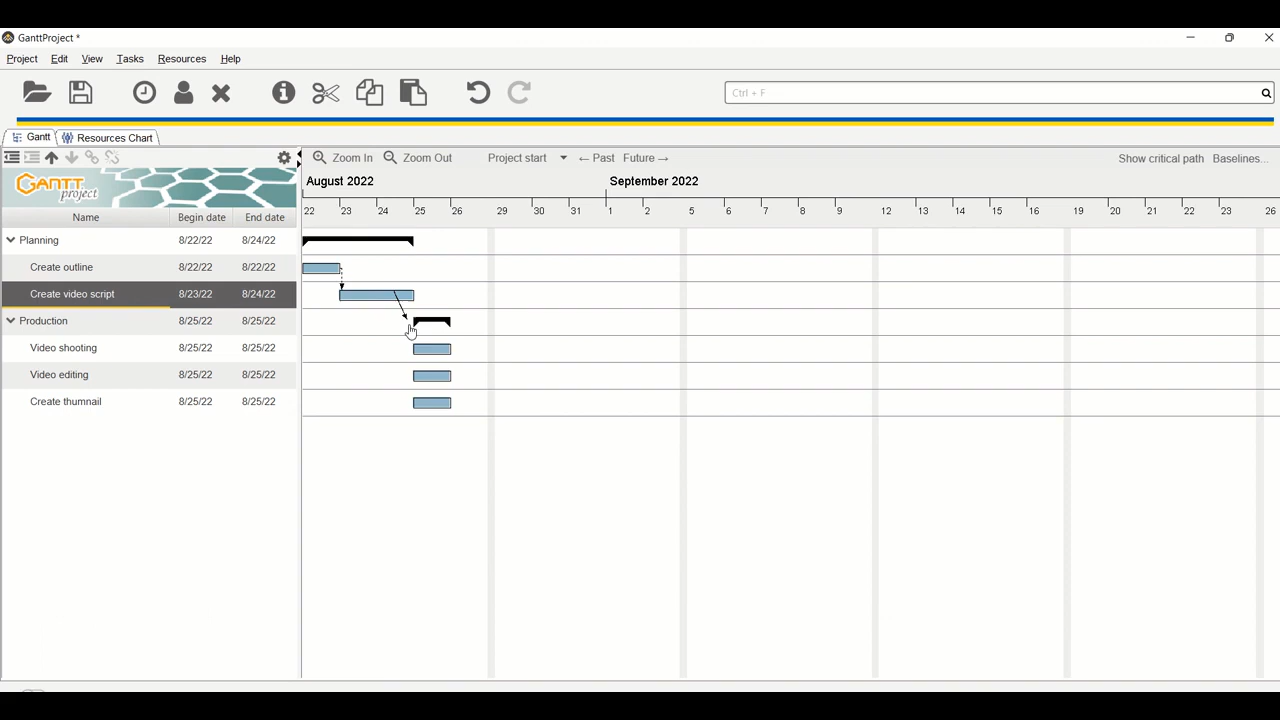 GanttProject *
Project Edit View Tasks Resources Help
Ctrl + F
Gantt Resources Chart
Zoom In Zoom Out Project start ← Past Future → Show critical path Baselines...
GANTT project
August 2022 September 2022
Name Begin date End date
22 23 24 25 26 29 30 31 1 2 5 6 7 8 9 12 13 14 15 16 19 20 21 22 23 26
Planning 8/22/22 8/24/22
Create outline 8/22/22 8/22/22
Create video script 8/23/22 8/24/22
Production 8/25/22 8/25/22
Video shooting 8/25/22 8/25/22
Video editing 8/25/22 8/25/22
Create thumnail 8/25/22 8/25/22